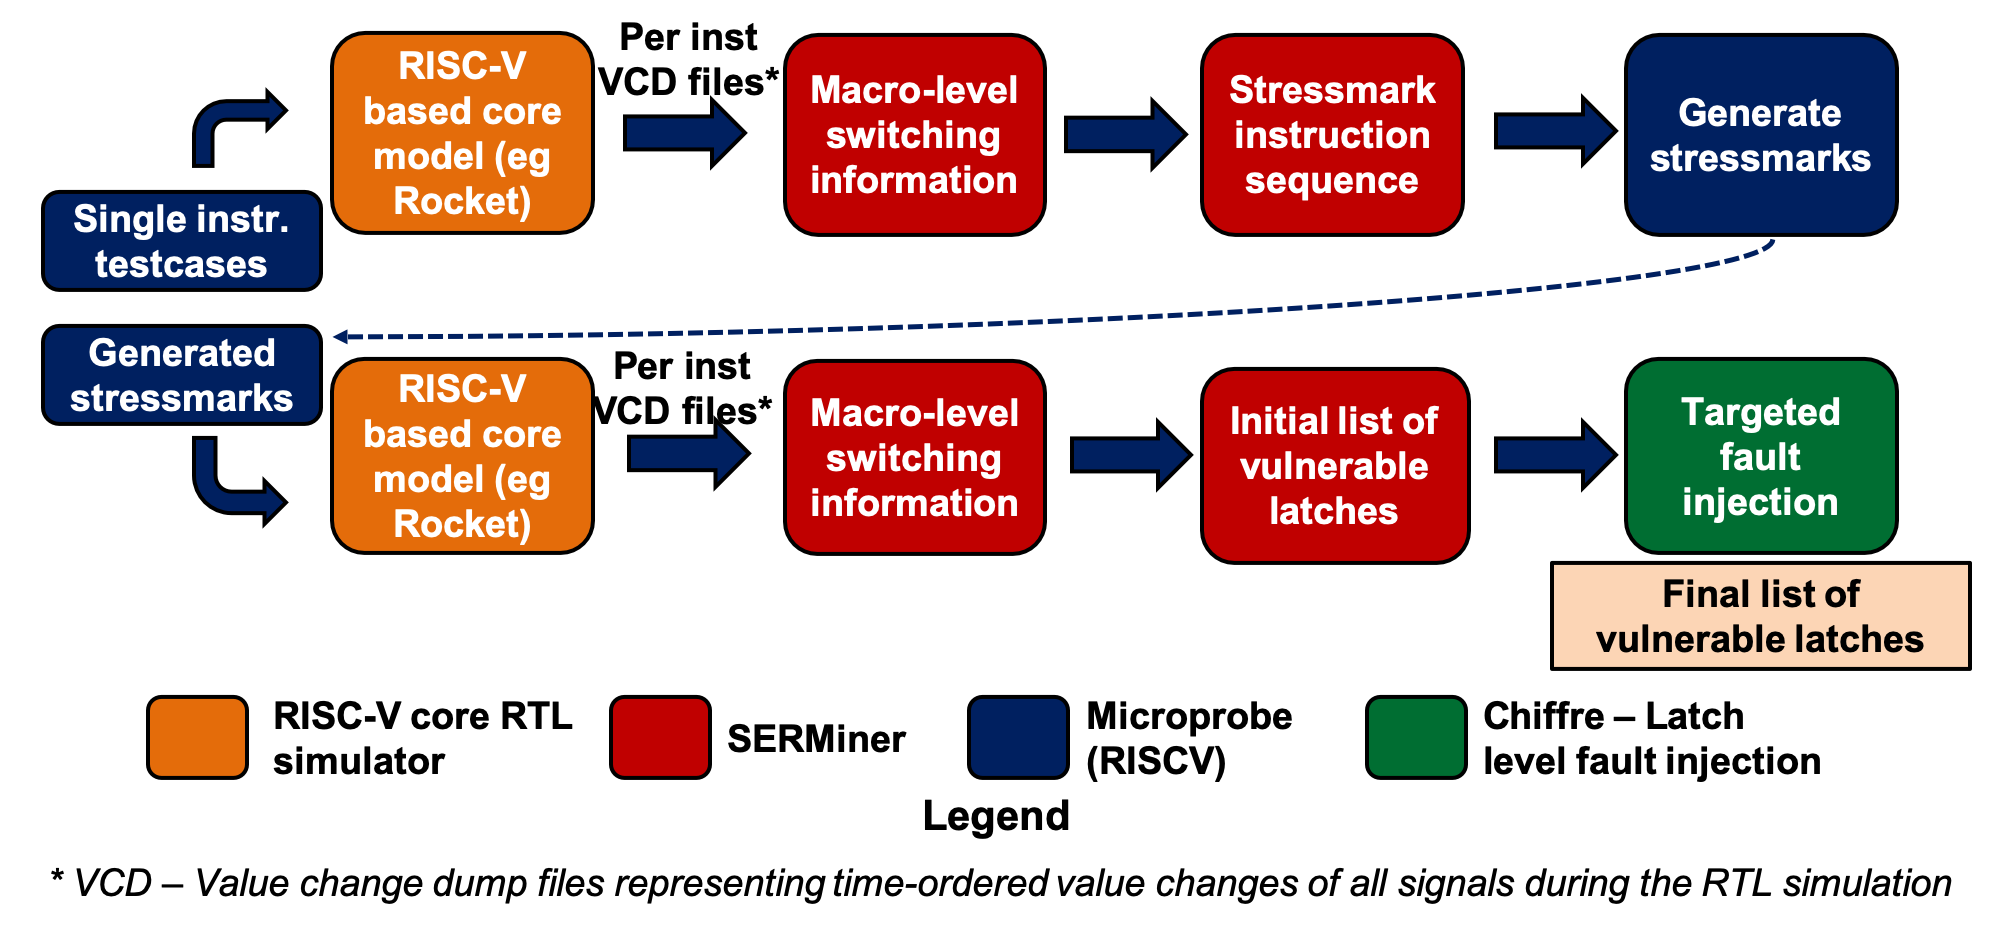 Single instr.
testcases
RISC-V
based core
model (eg
Rocket)
Per inst
VCD files*
Macro-level
switching
information
Stressmark
instruction
sequence
Generate
stressmarks
Generated
stressmarks
RISC-V
based core
model (eg
Rocket)
Per inst
VCD files*
Macro-level
switching
information
Initial list of
vulnerable
latches
Targeted
fault
injection
Final list of
vulnerable latches
RISC-V core RTL
simulator
SERMiner
Microprobe
(RISCV)
Chiffre – Latch
level fault injection
Legend
* VCD – Value change dump files representing time-ordered value changes of all signals during the RTL simulation